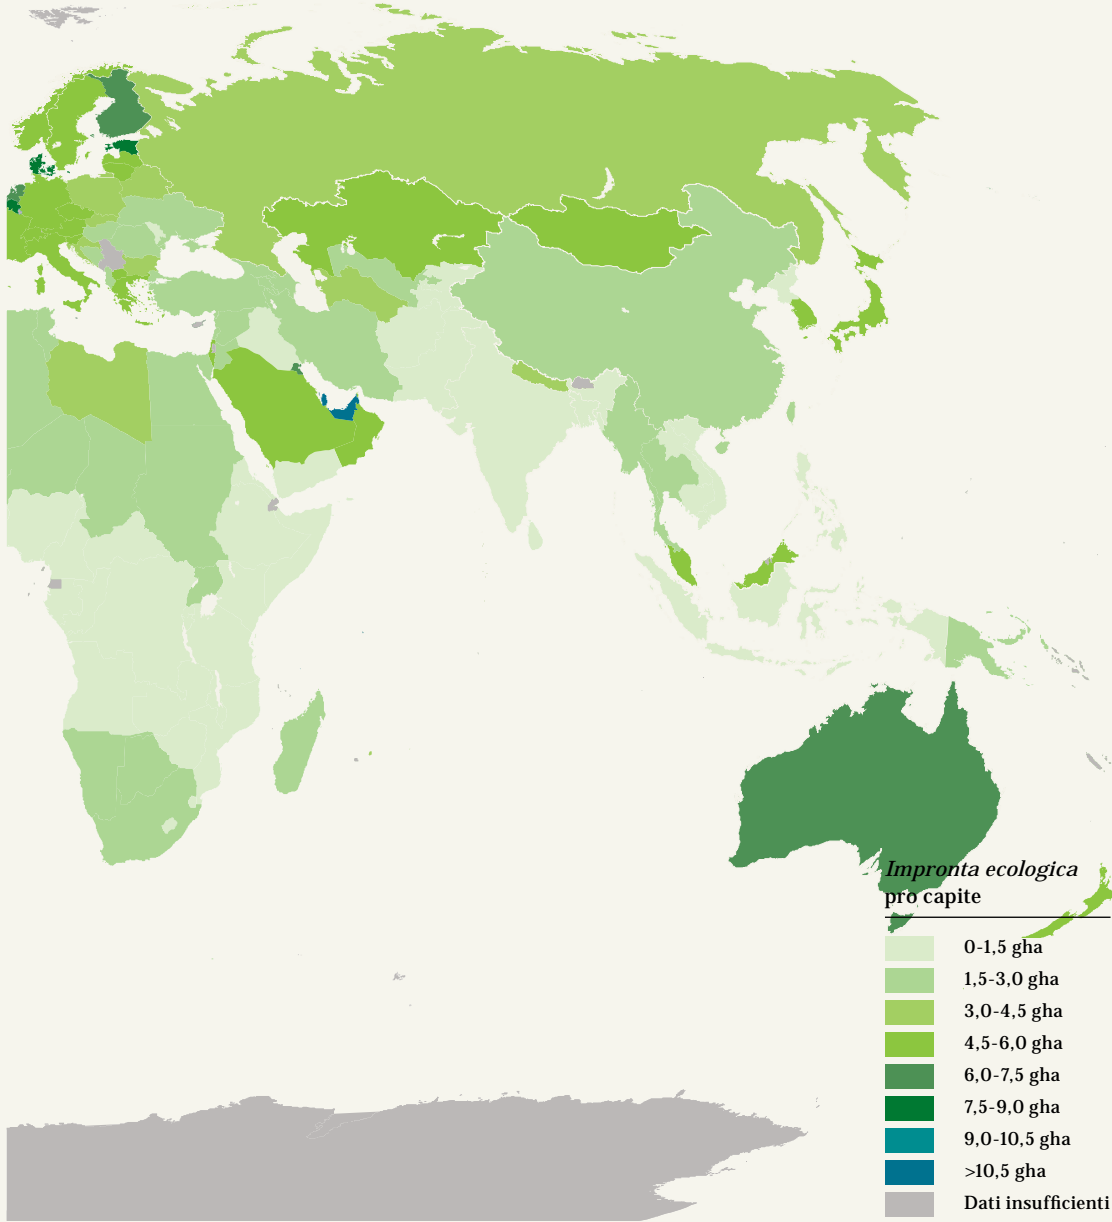 Impronta ecologica
pro capite
0-1,5 gha
1,5-3,0 gha
3,0-4,5 gha
4,5-6,0 gha
6,0-7,5 gha
7,5-9,0 gha
9,0-10,5 gha
>10,5 gha
Dati insufficienti